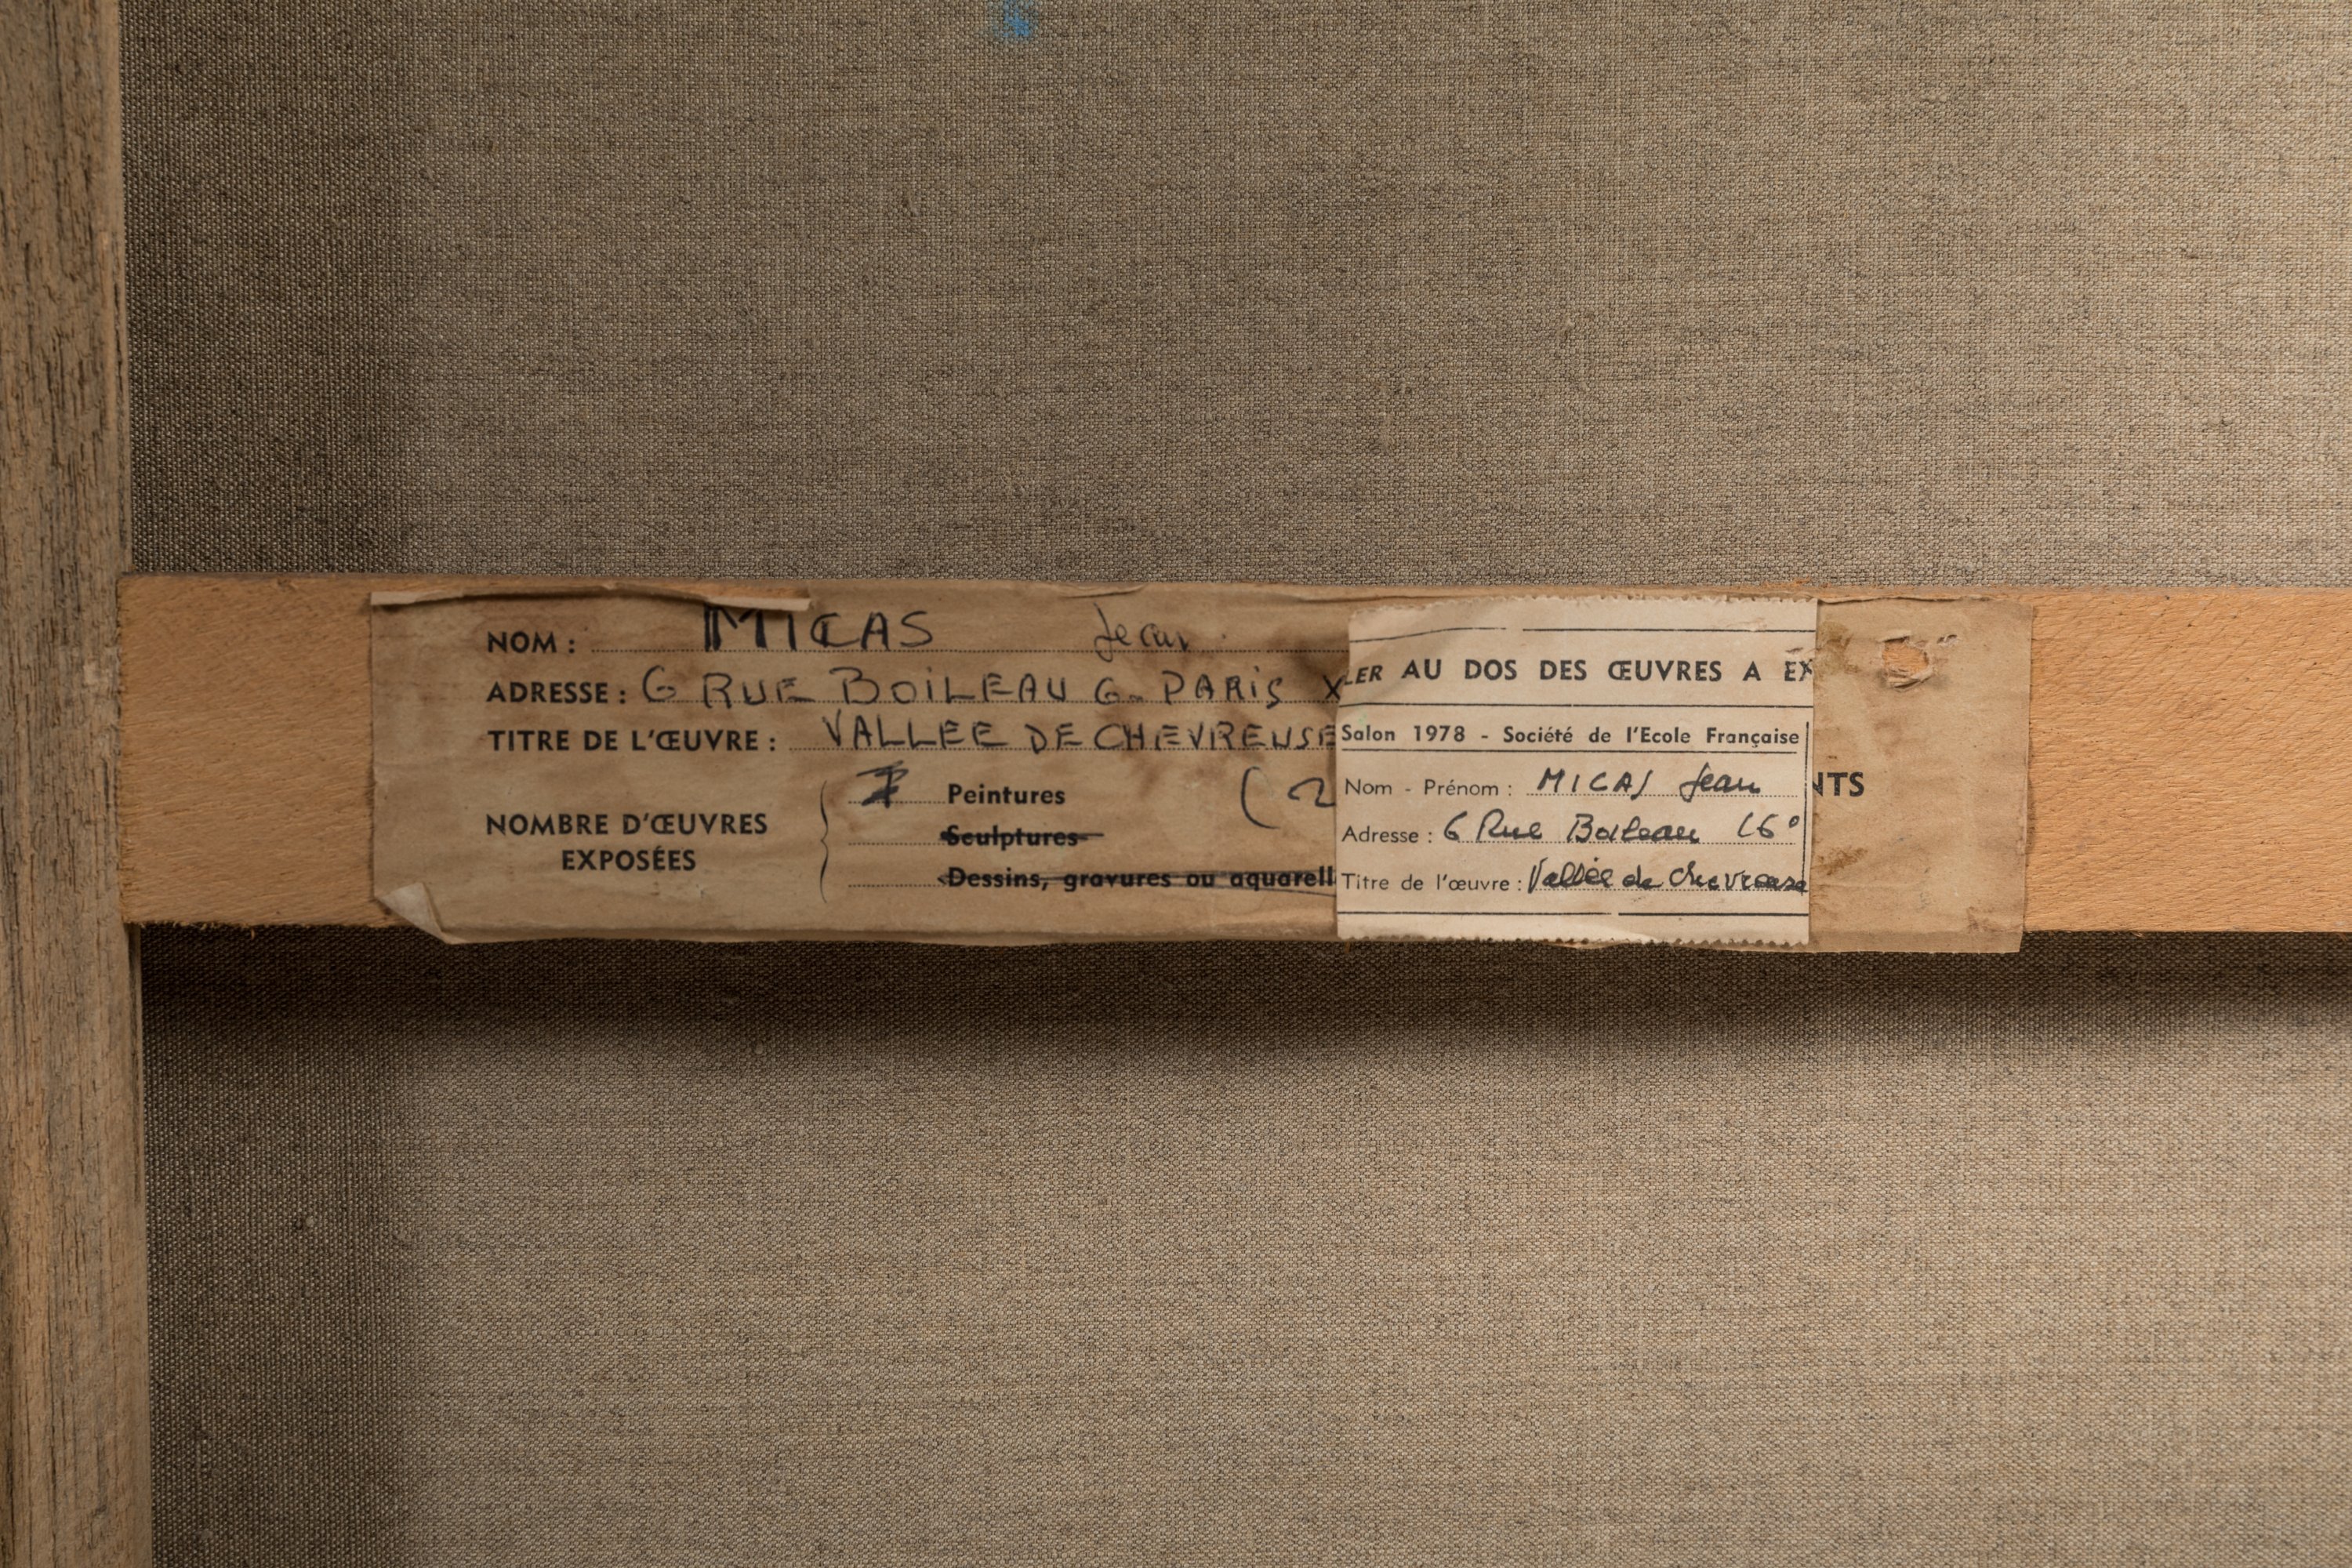 NOM : MICAS Jean
ADRESSE : 6 RUE BOILEAU 6. PARIS X
TITRE DE L'ŒUVRE : VALLEE DE CHEVREUSE
NOMBRE D'ŒUVRES
EXPOSÉES
Peintures (2
Sculptures
Dessins, gravures ou aquarell
LER AU DOS DES ŒUVRES A EX
Salon 1978 - Société de l'Ecole Française
Nom - Prénom : MICAS Jean
Adresse : 6 Rue Boileau 16°
Titre de l'œuvre : Vallée de Chevreuse
NTS